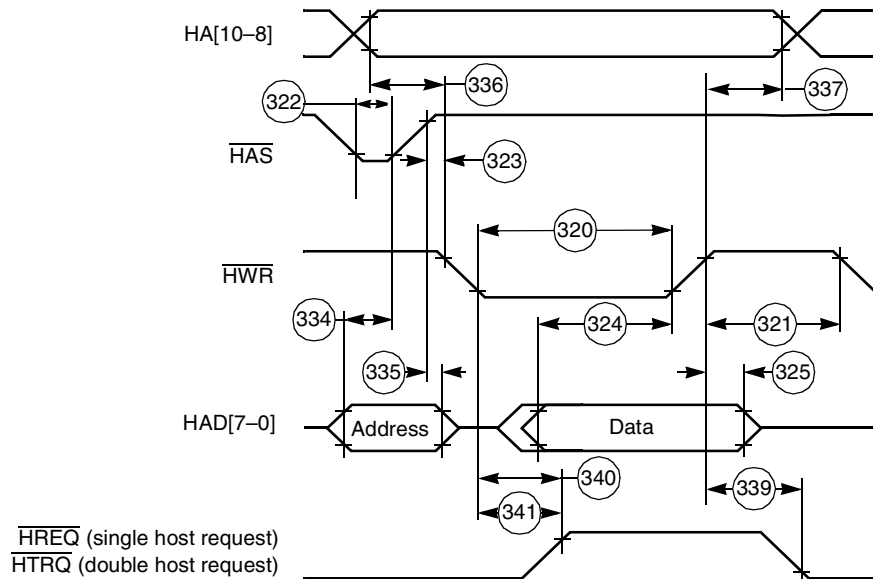 HA[10–8]
336
337
322
HAS
323
320
HWR
334
324
321
335
325
HAD[7–0]
Address
Data
340
339
341
HREQ (single host request)
HTRQ (double host request)